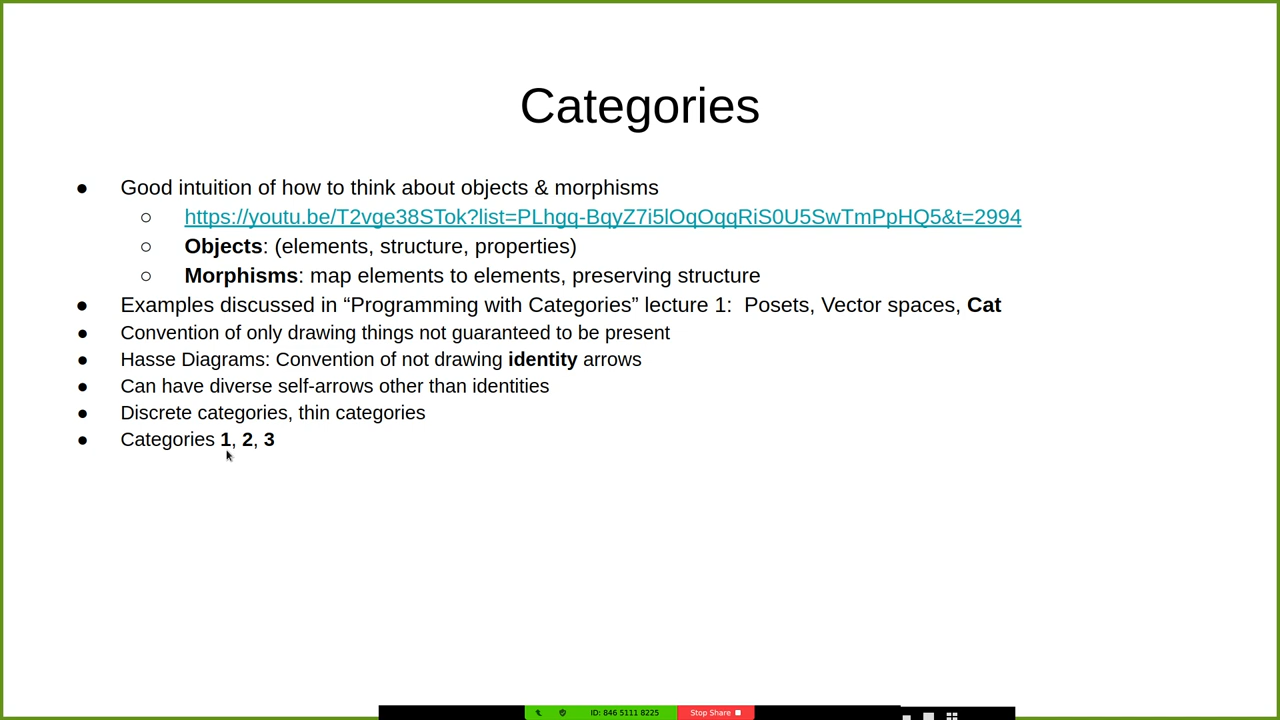 Categories
● Good intuition of how to think about objects & morphisms
○ https://youtu.be/T2vge38STok?list=PLhgq-BqyZ7i5lOqOqqRiS0U5SwTmPpHQ5&t=2994
○ Objects: (elements, structure, properties)
○ Morphisms: map elements to elements, preserving structure
● Examples discussed in “Programming with Categories” lecture 1:  Posets, Vector spaces, Cat
● Convention of only drawing things not guaranteed to be present
● Hasse Diagrams: Convention of not drawing identity arrows
● Can have diverse self-arrows other than identities
● Discrete categories, thin categories
● Categories 1, 2, 3
ID: 846 5111 8225 Stop Share